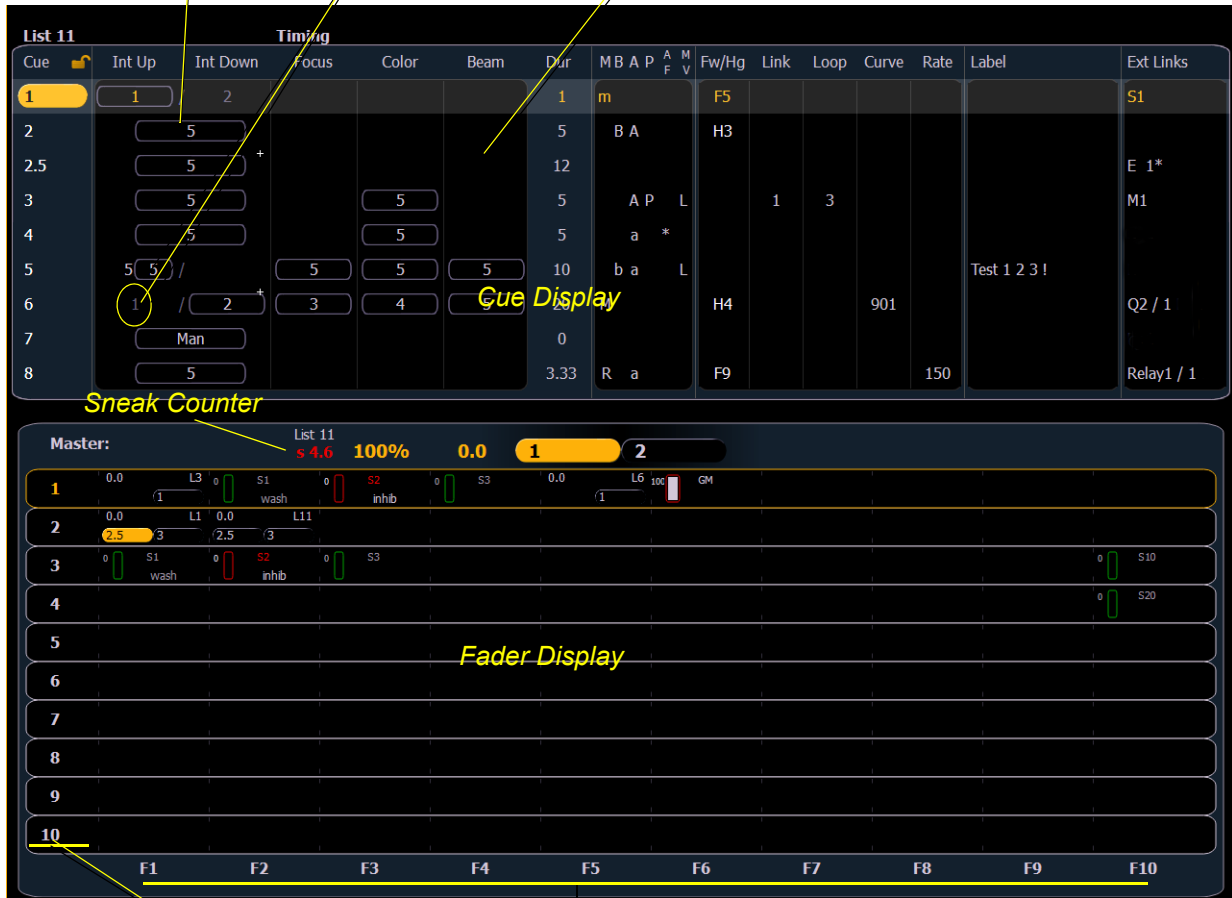 List 11 Timing
Cue Int Up Int Down Focus Color Beam Dur M B A P A F M V Fw/Hg Link Loop Curve Rate Label Ext Links
1 1 / 2 1 m F5 S1
2 5 5 B A H3
2.5 5 + 12 E 1*
3 5 5 5 A P L 1 3 M1
4 5 5 5 a *
5 5 5 / 5 5 5 10 b a L Test 1 2 3 !
6 1 / 2 + 3 4 5 20 M H4 901 Q2 / 1
Cue Display
7 Man 0
8 5 3.33 R a F9 150 Relay1 / 1
Sneak Counter
Master: List 11 s 4.6 100% 0.0 1 2
1 0.0 L3 1 0 S1 wash 0 S2 inhib 0 S3 0.0 L6 1 100 GM
2 0.0 L1 2.5 3 0.0 L11 2.5 3
3 0 S1 wash 0 S2 inhib 0 S3 0 S10
4 0 S20
5
Fader Display
6
7
8
9
10
F1 F2 F3 F4 F5 F6 F7 F8 F9 F10